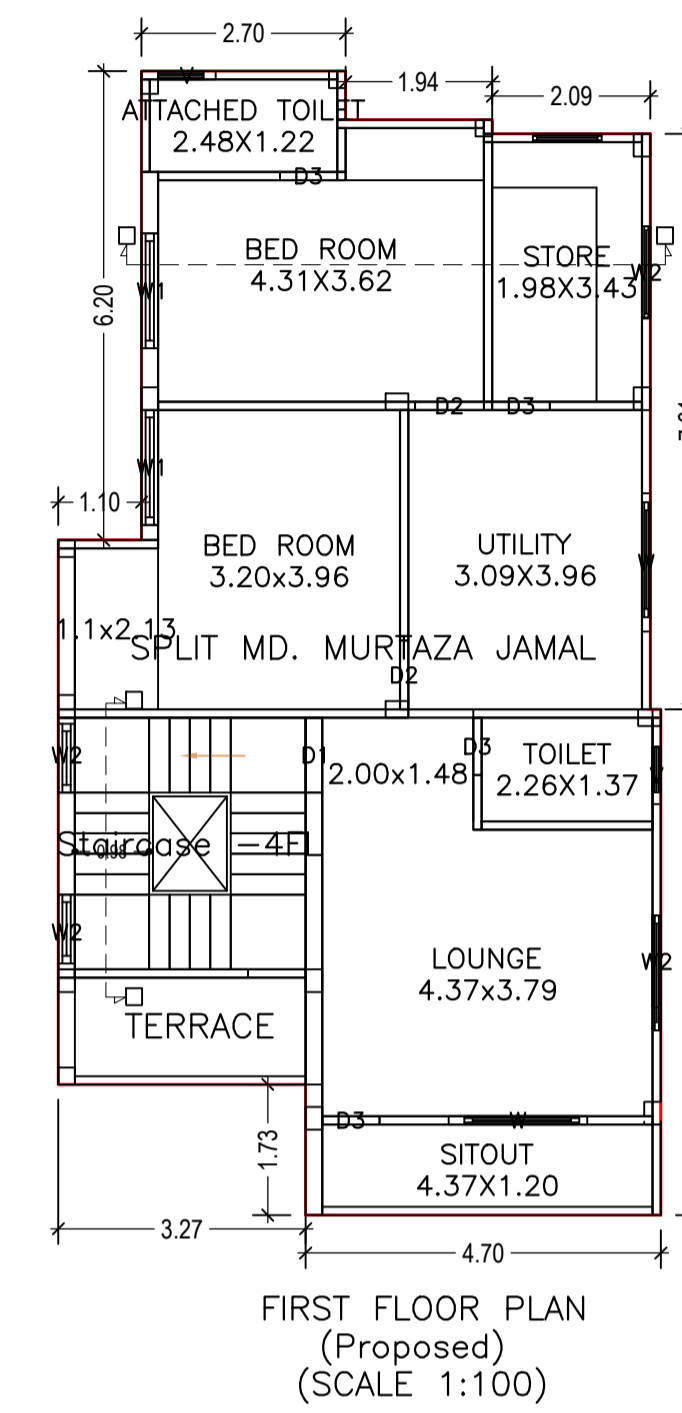 2.70
1.94
2.09
V
ATTACHED TOILET
2.48X1.22
D3
BED ROOM
4.31X3.62
STORE
1.98X3.43
W2
W1
6.20
D2
D3
W1
1.10
BED ROOM
3.20x3.96
UTILITY
3.09X3.96
W
1.1x2.13
SPLIT MD. MURTAZA JAMAL
D2
W2
D1
D3
2.00x1.48
TOILET
2.26X1.37
V
Staircase -4Fl
0.98
W2
LOUNGE
4.37x3.79
W2
TERRACE
D3
W
1.73
SITOUT
4.37X1.20
3.27
4.70
FIRST FLOOR PLAN
(Proposed)
(SCALE 1:100)